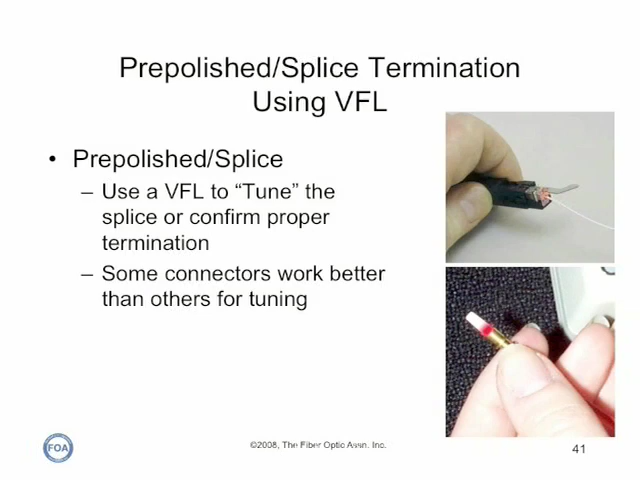 Prepolished/Splice Termination
Using VFL
• Prepolished/Splice
– Use a VFL to “Tune” the
splice or confirm proper
termination
– Some connectors work better
than others for tuning
FOA
©2008, The Fiber Optic Assn. Inc.
41